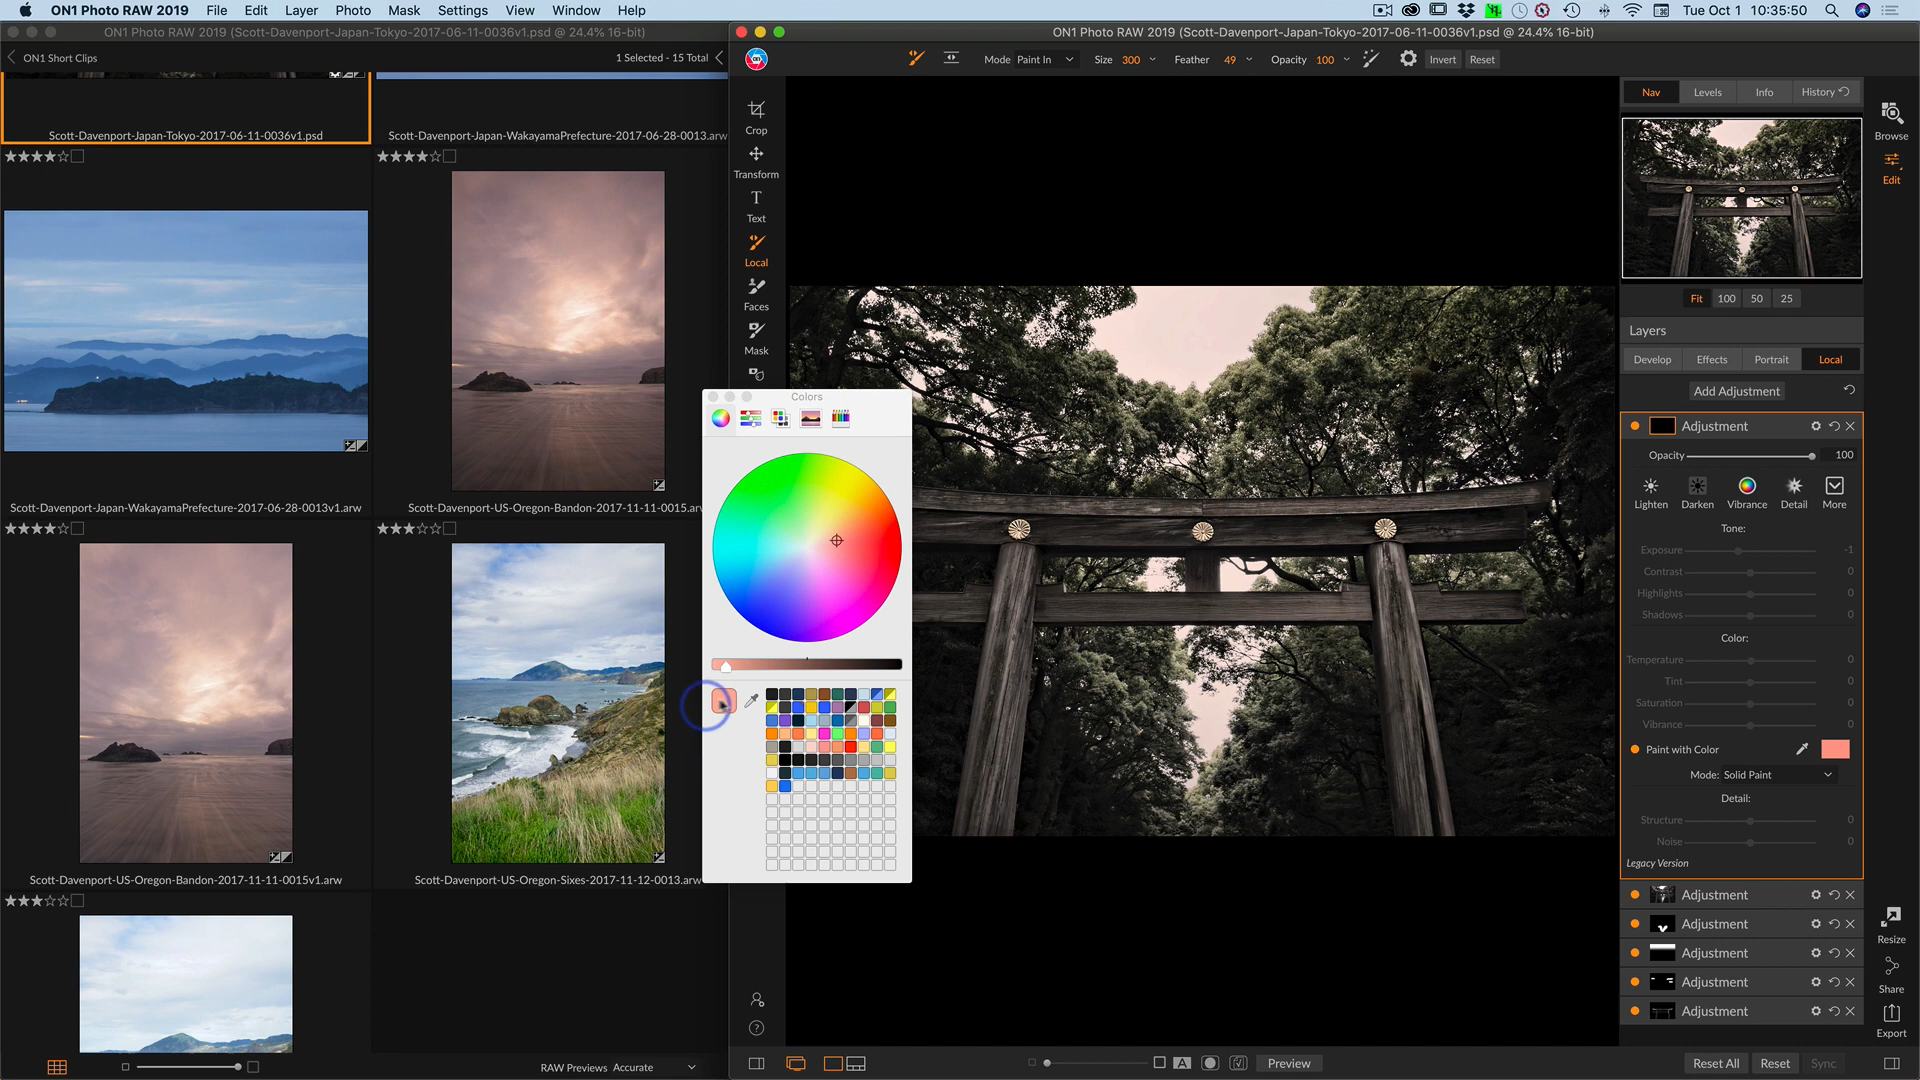 ON1 Photo RAW 2019 File Edit Layer Photo Mask Settings View Window Help
Tue Oct 1 10:35:50
ON1 Photo RAW 2019 (Scott-Davenport-Japan-Tokyo-2017-06-11-0036v1.psd @ 24.4% 16-bit)
ON1 Photo RAW 2019 (Scott-Davenport-Japan-Tokyo-2017-06-11-0036v1.psd @ 24.4% 16-bit)
ON1 Short Clips
1 Selected - 15 Total
Scott-Davenport-Japan-Tokyo-2017-06-11-0036v1.psd
Scott-Davenport-Japan-WakayamaPrefecture-2017-06-28-0013.arw
Scott-Davenport-Japan-WakayamaPrefecture-2017-06-28-0013v1.arw
Scott-Davenport-US-Oregon-Bandon-2017-11-11-0015.arw
Scott-Davenport-US-Oregon-Bandon-2017-11-11-0015v1.arw
Scott-Davenport-US-Oregon-Sixes-2017-11-12-0013.arw
RAW Previews Accurate
Mode Paint In Size 300 Feather 49 Opacity 100 Invert Reset
Crop
Transform
Text
Local
Faces
Mask
Colors
Nav Levels Info History
Fit 100 50 25
Layers
Develop Effects Portrait Local
Add Adjustment
Adjustment
Opacity 100
Lighten Darken Vibrance Detail More
Tone:
Exposure -1
Contrast 0
Highlights 0
Shadows 0
Color:
Temperature 0
Tint 0
Saturation 0
Vibrance 0
Paint with Color
Mode: Solid Paint
Detail:
Structure 0
Noise 0
Legacy Version
Adjustment
Adjustment
Adjustment
Adjustment
Adjustment
Browse
Edit
Resize
Share
Export
A Preview
Reset All Reset Sync